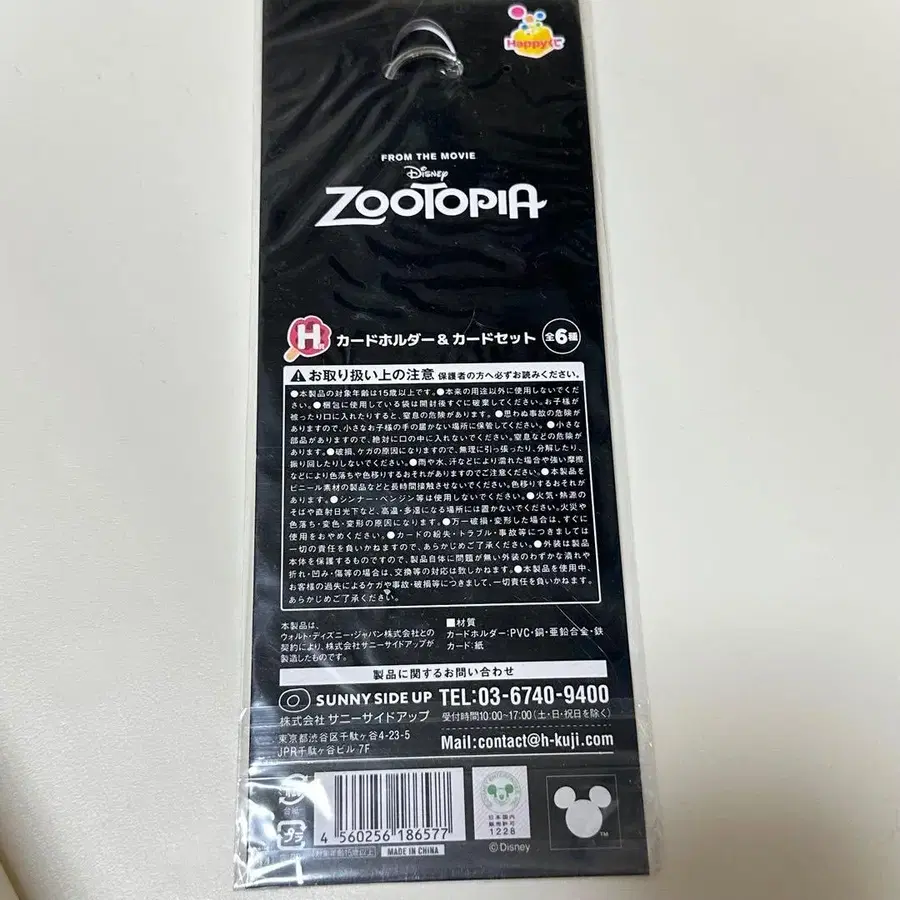 Happyくじ
FROM THE MOVIE
Disney
ZOOTOPIA
H賞 カードホルダー&カードセット 全6種
⚠お取り扱い上の注意 保護者の方へ必ずお読みください。
●本製品の対象年齢は15歳以上です。●本来の用途以外に使用しないでくだ
さい。●梱包に使用している袋は開封後すぐに破棄してください。お子様が
被ったり口に入れたりすると、窒息の危険があります。●思わぬ事故の危険が
ありますので、小さなお子様の手の届かない場所に保管してください。●小さな
部品がありますので、絶対に口の中に入れないでください。窒息などの危険が
あります。●破損、ケガの原因になりますので、無理に引っ張ったり、分解したり、
振り回したりしないでください。●雨や水、汗などにより濡れた場合や強い摩擦
などにより色落ちや色移りするおそれがありますのでご注意ください。●本製品を
ビニール素材の製品などと長時間接触させないでください。色移りするおそれが
あります。●シンナー・ベンジン等は使用しないでください。●火気・熱源の
そばや直射日光下など、高温・多湿になる場所には置かないでください。火災や
色落ち・変色・変形の原因になります。●万一破損・変形した場合は、すぐに
使用をおやめください。●カードの紛失・トラブル・事故等につきましては
一切の責任を負いかねますので、あらかじめご了承ください。●外装は製品
本体を保護するものですので、製品自体に問題が無い外装のわずかな潰れや
折れ・凹み・傷等の場合は、交換等の対応は致しかねます。●本製品を使用中、
お客様の過失によるケガや事故・破損等につきまして、一切責任を負いかねます。
あらかじめご了承ください。
本製品は、
ウォルト・ディズニー・ジャパン株式会社との
契約により、株式会社サニーサイドアップが
製造したものです。
■材質
カードホルダー:PVC・銅・亜鉛合金・鉄
カード:紙
製品に関するお問い合わせ
SUNNY SIDE UP
株式会社 サニーサイドアップ
東京都渋谷区千駄ヶ谷4-23-5
JPR千駄ヶ谷ビル 7F
TEL:03-6740-9400
受付時間10:00~17:00(土・日・祝日を除く)
Mail:contact@h-kuji.com
台紙
プラ
4 560256 186577
対象年齢15歳以上
MADE IN CHINA
日本国内
販売許可
1228
©Disney
TM